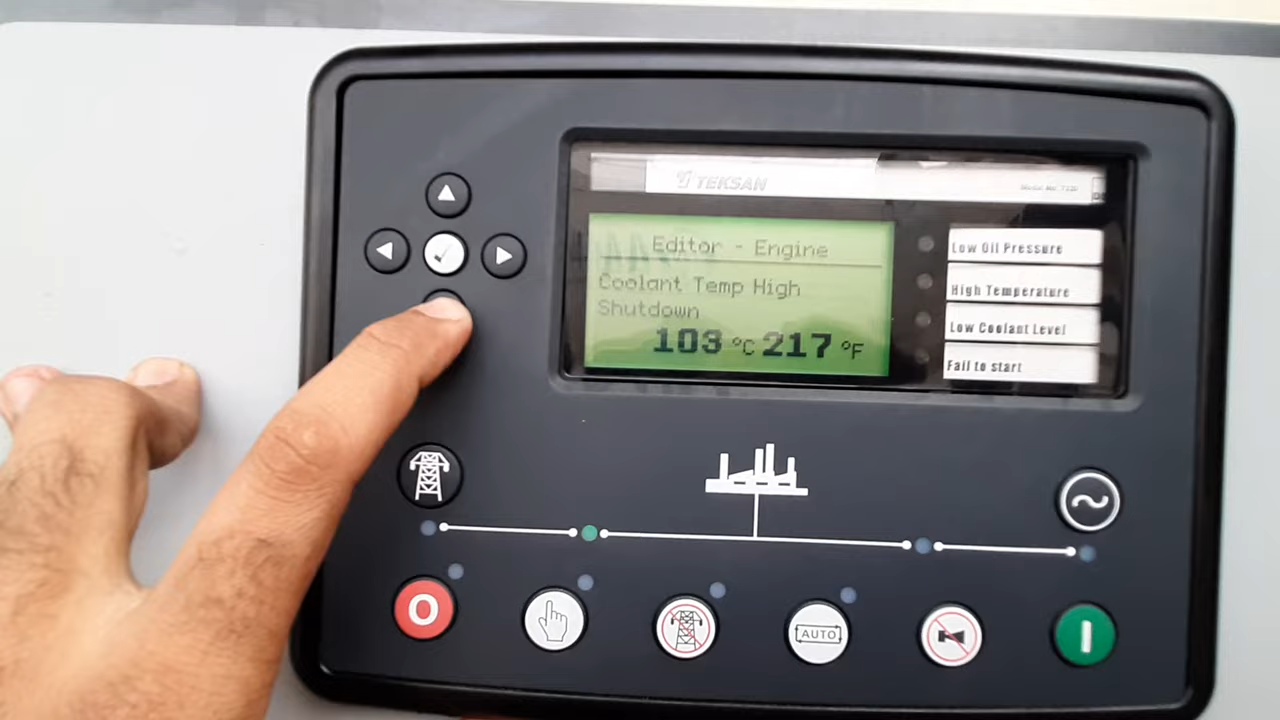 TEKSAN
Editor - Engine
Coolant Temp High
Shutdown
103 °C 217 °F
Low Oil Pressure
High Temperature
Low Coolant Level
Fail to start
O
AUTO
I